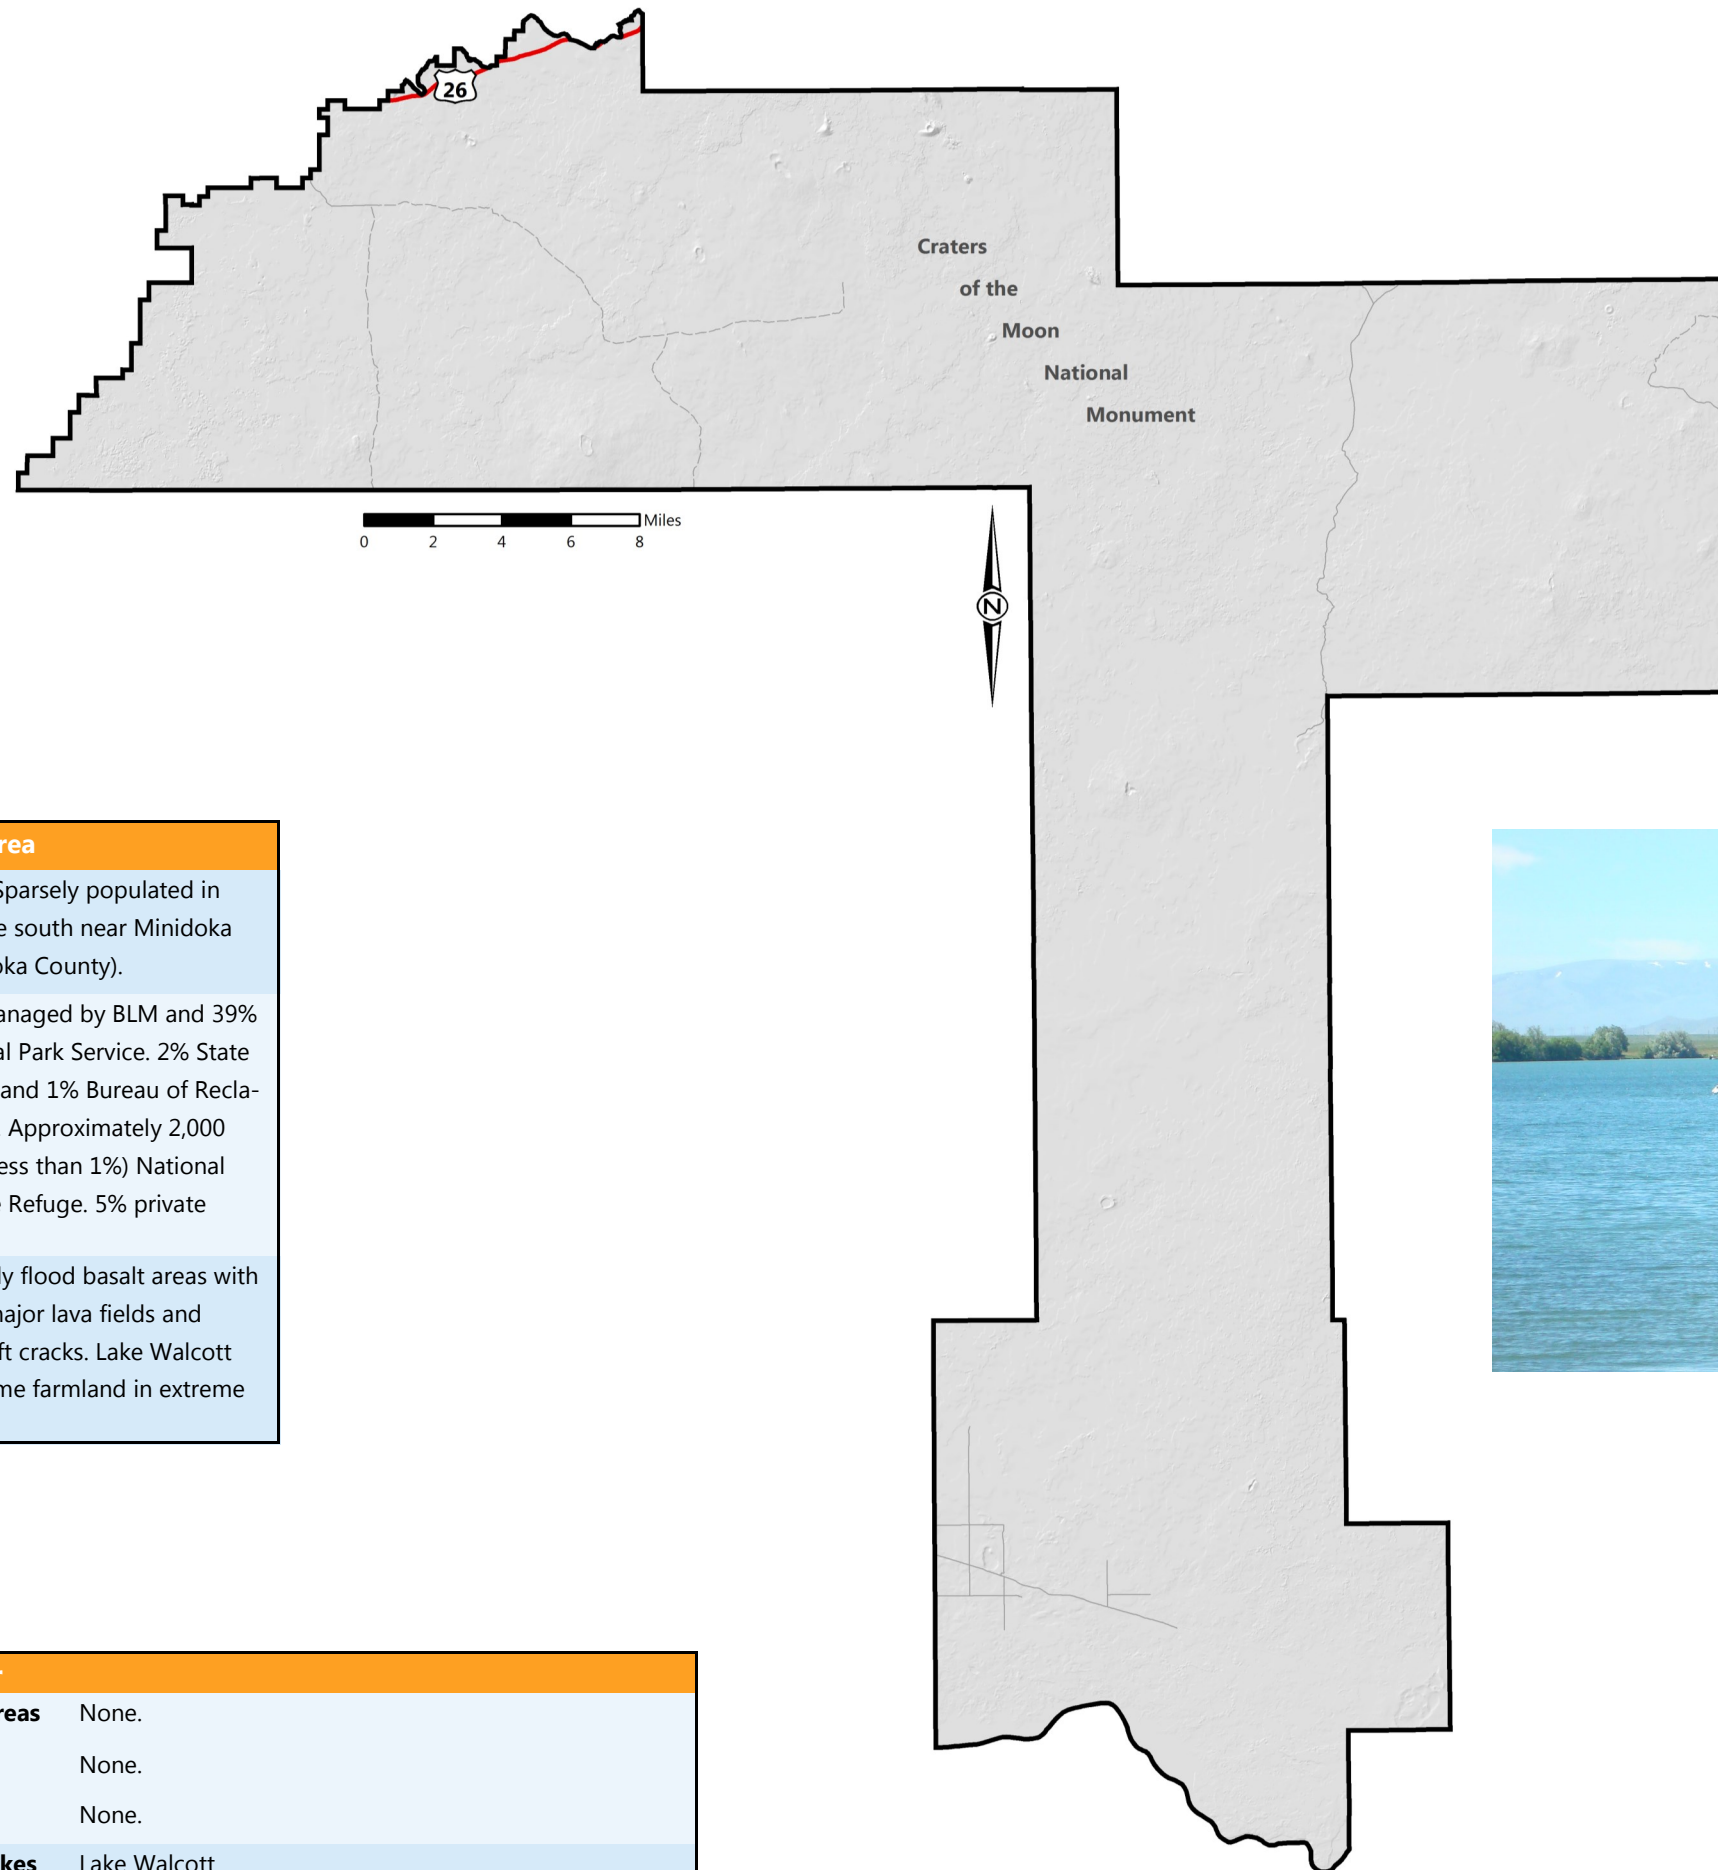 26
Craters
of the
Moon
National
Monument
Miles
0 2 4 6 8
N
rea
Sparsely populated in
e south near Minidoka
oka County).
anaged by BLM and 39%
al Park Service. 2% State
and 1% Bureau of Recla-
. Approximately 2,000
ess than 1%) National
e Refuge. 5% private
ly flood basalt areas with
major lava fields and
ft cracks. Lake Walcott
me farmland in extreme
reas None.
None.
None.
kes Lake Walcott